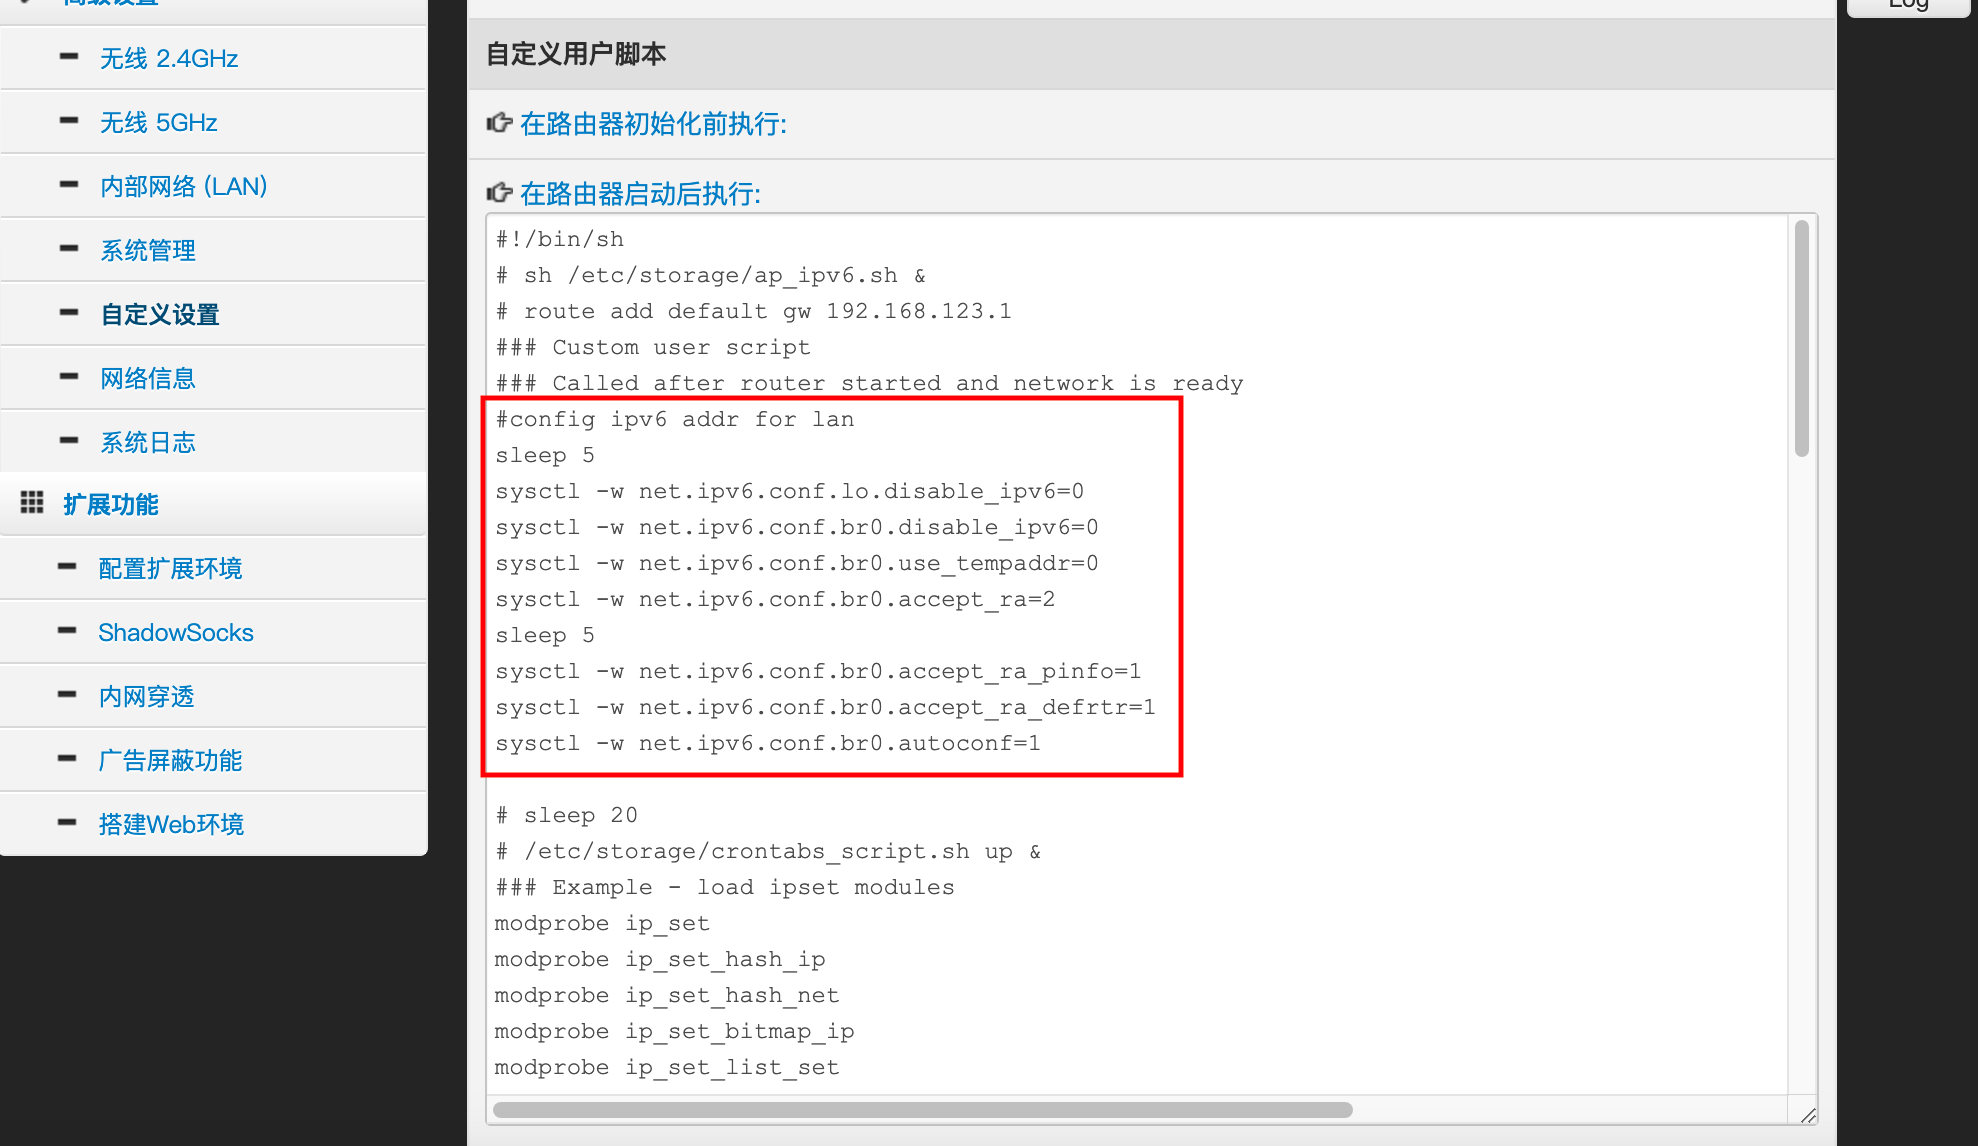 高级设置
无线 2.4GHz
无线 5GHz
内部网络 (LAN)
系统管理
自定义设置
网络信息
系统日志
扩展功能
配置扩展环境
ShadowSocks
内网穿透
广告屏蔽功能
搭建Web环境
Log
自定义用户脚本
在路由器初始化前执行:
在路由器启动后执行:
#!/bin/sh
# sh /etc/storage/ap_ipv6.sh &
# route add default gw 192.168.123.1
### Custom user script
### Called after router started and network is ready
#config ipv6 addr for lan
sleep 5
sysctl -w net.ipv6.conf.lo.disable_ipv6=0
sysctl -w net.ipv6.conf.br0.disable_ipv6=0
sysctl -w net.ipv6.conf.br0.use_tempaddr=0
sysctl -w net.ipv6.conf.br0.accept_ra=2
sleep 5
sysctl -w net.ipv6.conf.br0.accept_ra_pinfo=1
sysctl -w net.ipv6.conf.br0.accept_ra_defrtr=1
sysctl -w net.ipv6.conf.br0.autoconf=1
# sleep 20
# /etc/storage/crontabs_script.sh up &
### Example - load ipset modules
modprobe ip_set
modprobe ip_set_hash_ip
modprobe ip_set_hash_net
modprobe ip_set_bitmap_ip
modprobe ip_set_list_set